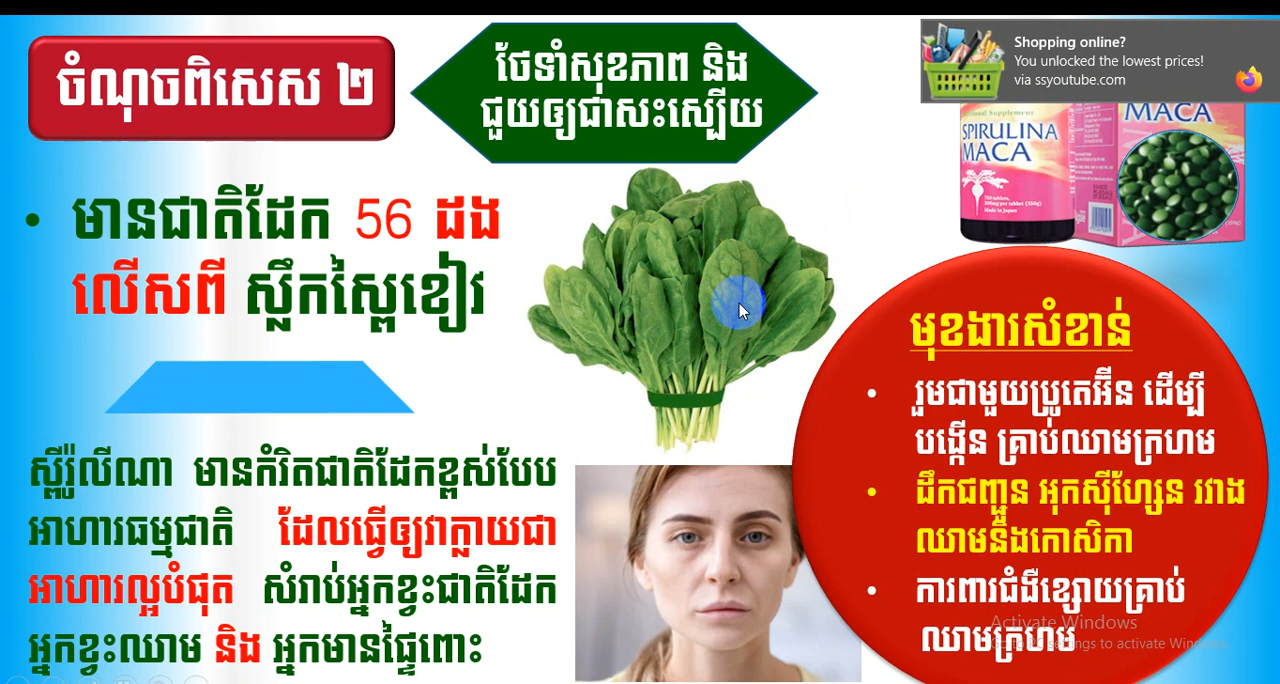 ចំណុចពិសេស ២
ថែទាំសុខភាព និង
ជួយឲ្យជាសះស្បើយ
Shopping online?
You unlocked the lowest prices!
via ssyoutube.com
SPIRULINA
MACA
MACA
Made in Japan
• មានជាតិដែក 56 ដង
លើសពី ស្លឹកស្ពៃខៀវ
ស្ពីរ៉ូលីណា មានកំរិតជាតិដែកខ្ពស់បែប
អាហារធម្មជាតិ ដែលធ្វើឲ្យវាក្លាយជា
អាហារល្អបំផុត សំរាប់អ្នកខ្វះជាតិដែក
អ្នកខ្វះឈាម និង អ្នកមានផ្ទៃពោះ
មុខងារសំខាន់
• រួមជាមួយប្រូតេអ៊ីន ដើម្បី
បង្កើន គ្រាប់ឈាមក្រហម
• ដឹកជញ្ជូន អុកស៊ីហ្សែន រវាង
ឈាមនិងកោសិកា
• ការពារជំងឺខ្សោយគ្រាប់
ឈាមក្រហម
Activate Windows
Go to PC settings to activate Windows.